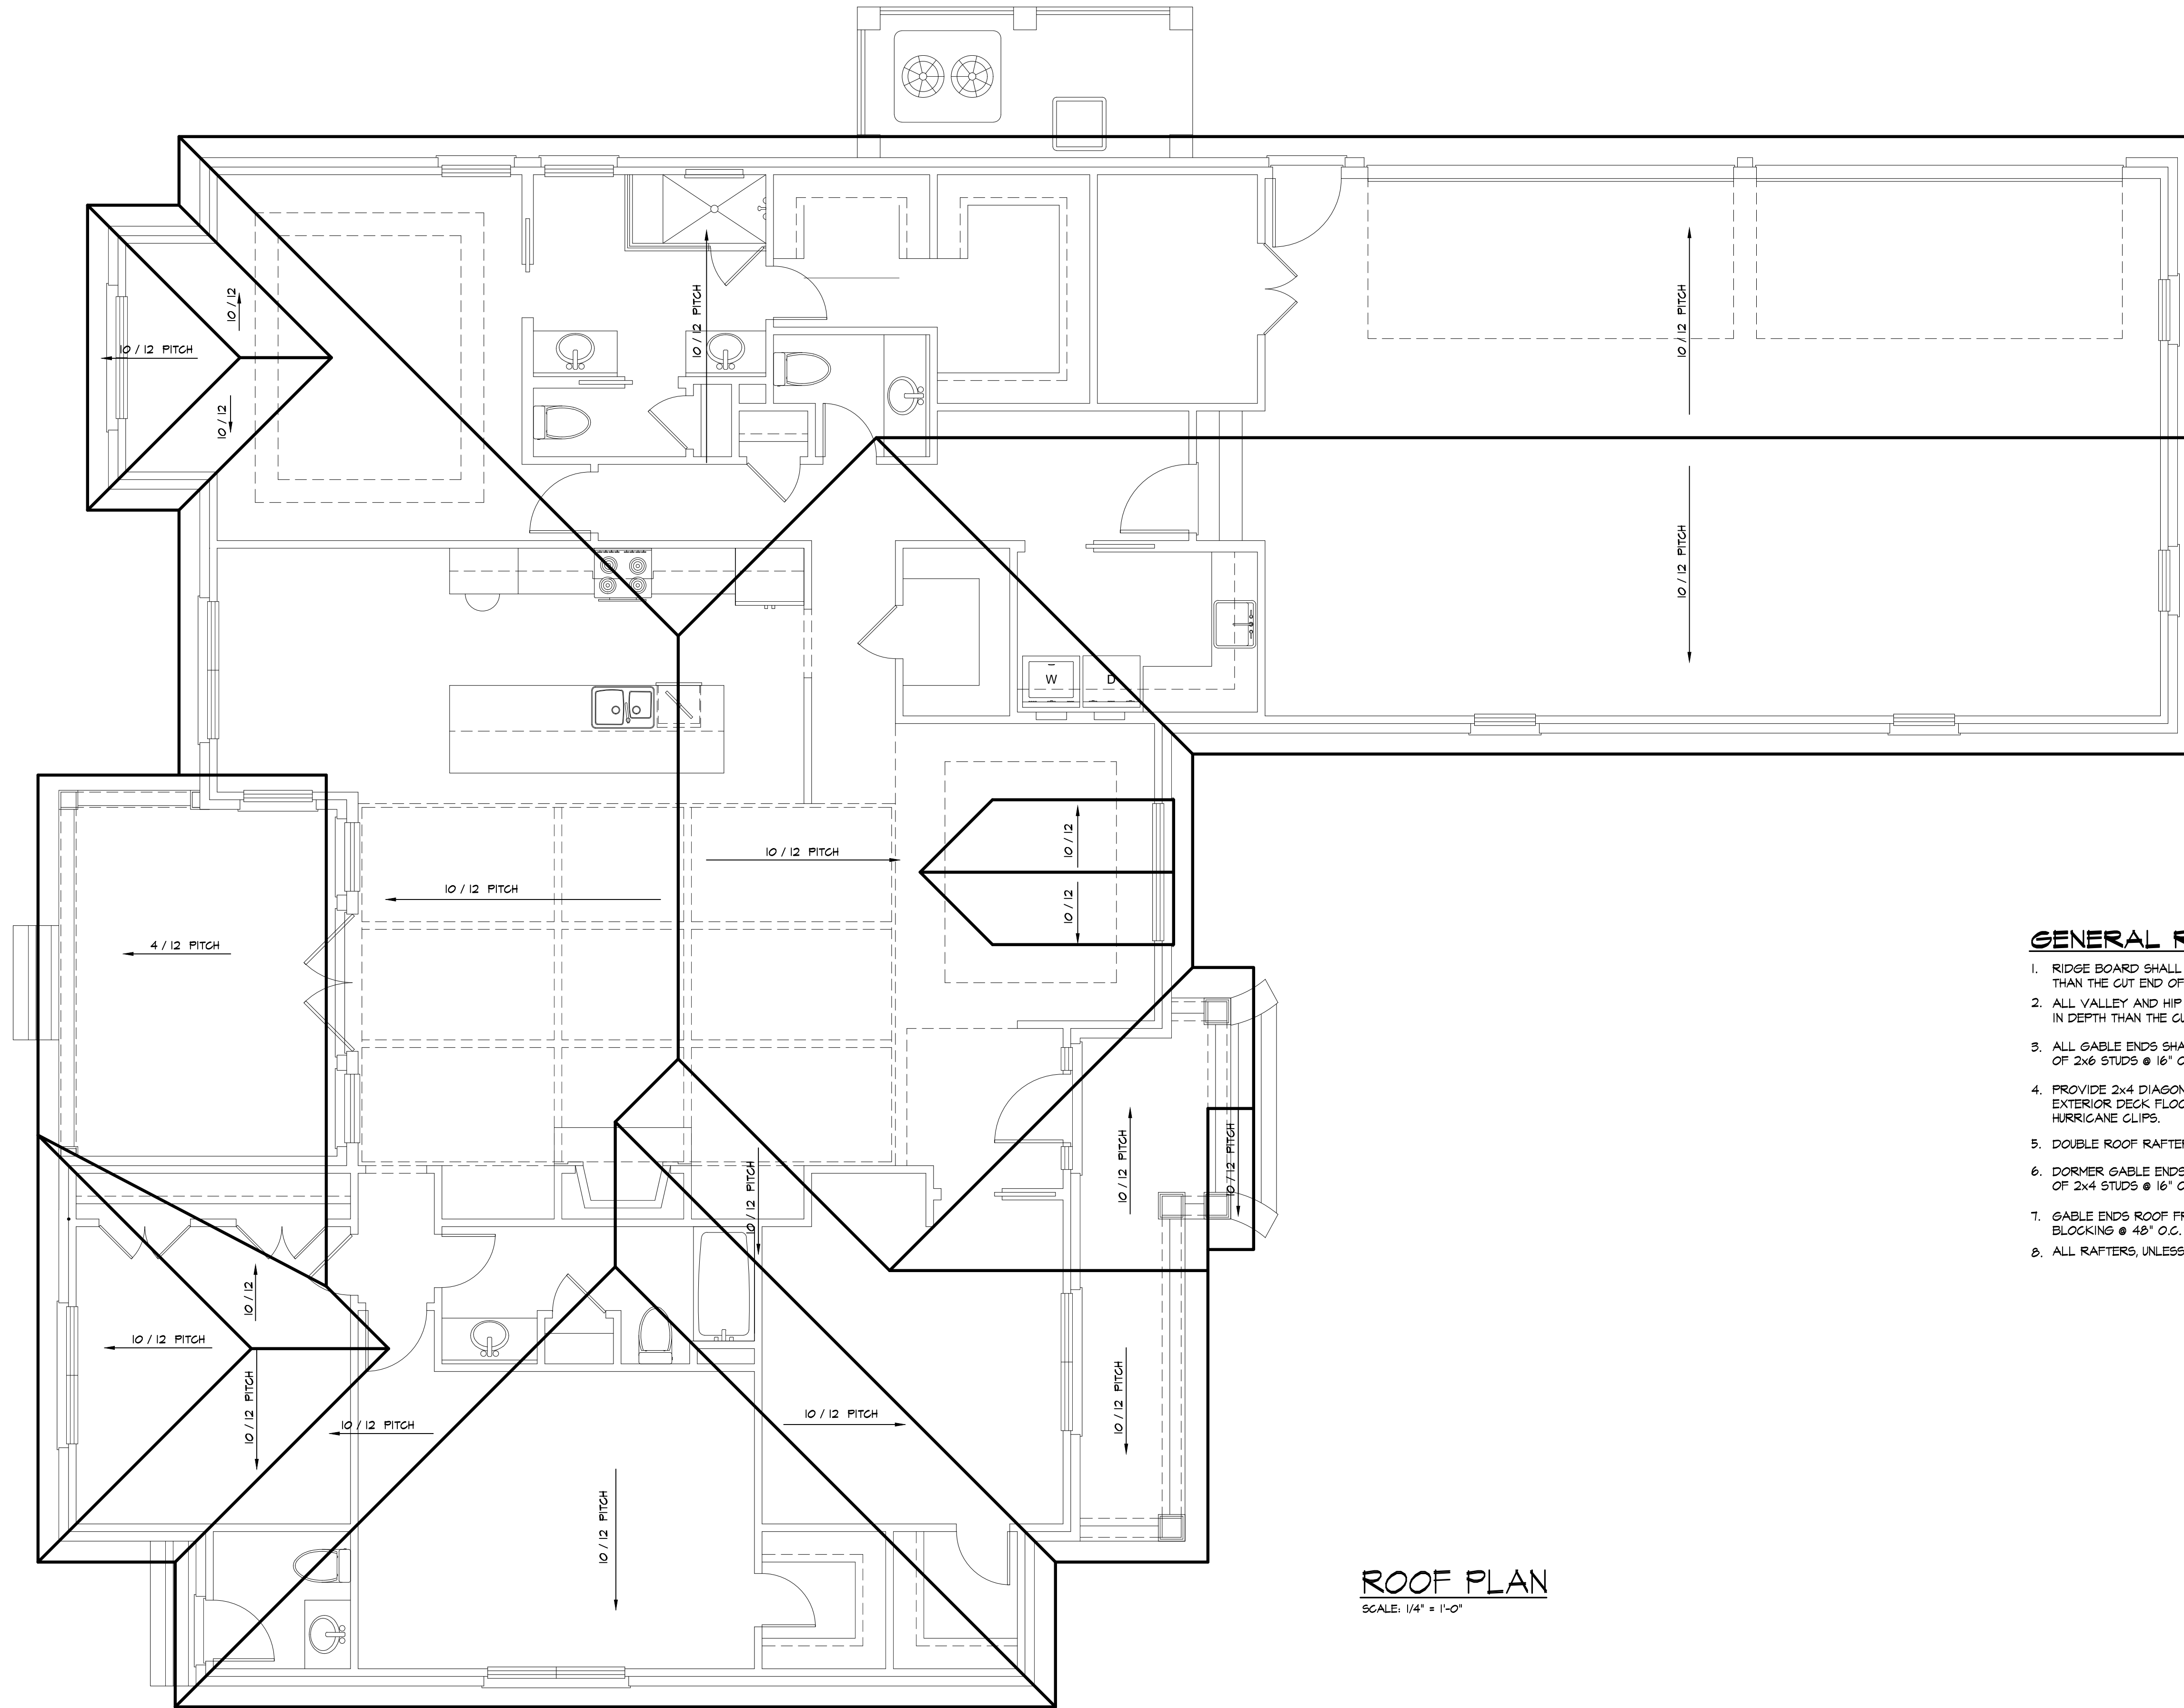 10 / 12
10 / 12 PITCH
10 / 12
10 / 12 PITCH
10 / 12 PITCH
10 / 12 PITCH
W
D
10 / 12
10 / 12
10 / 12 PITCH
10 / 12 PITCH
4 / 12 PITCH
10 / 12 PITCH
10 / 12 PITCH
10 / 12 PITCH
10 / 12
10 / 12 PITCH
10 / 12 PITCH
10 / 12 PITCH
10 / 12 PITCH
10 / 12 PITCH
10 / 12 PITCH
GENERAL R
1. RIDGE BOARD SHALL
THAN THE CUT END OF
2. ALL VALLEY AND HIP
IN DEPTH THAN THE CU
3. ALL GABLE ENDS SHA
OF 2x6 STUDS @ 16" O
4. PROVIDE 2x4 DIAGON
EXTERIOR DECK FLOO
HURRICANE CLIPS.
5. DOUBLE ROOF RAFTE
6. DORMER GABLE ENDS
OF 2x4 STUDS @ 16" O
7. GABLE ENDS ROOF FR
BLOCKING @ 48" O.C.
8. ALL RAFTERS, UNLESS
ROOF PLAN
SCALE: 1/4" = 1'-0"